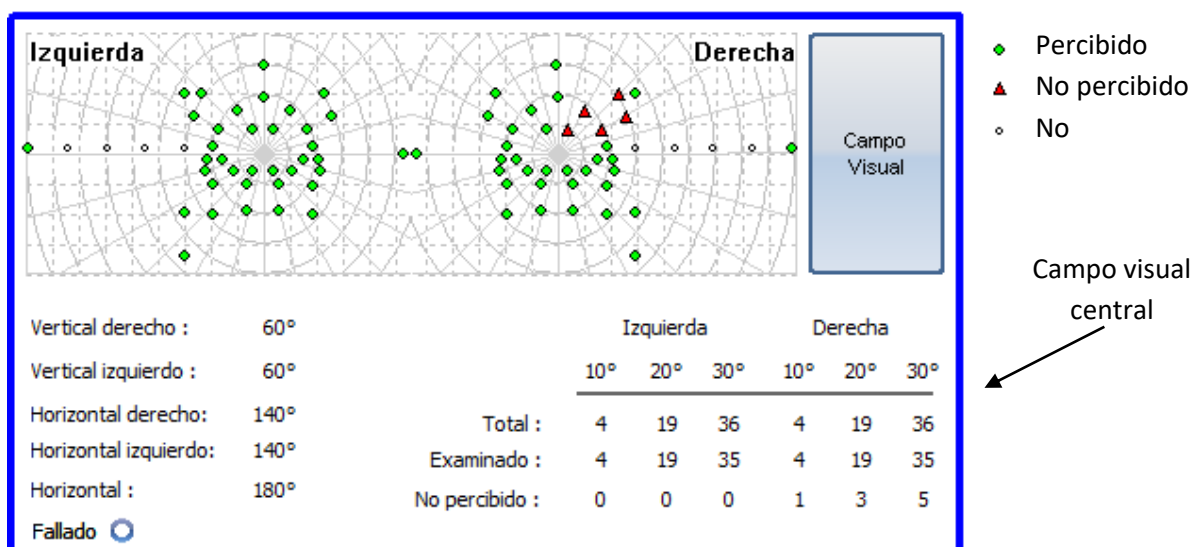 Izquierda
Derecha
Campo
Visual
Percibido
No percibido
No
Campo visual
central
Vertical derecho : 60°
Vertical izquierdo : 60°
Horizontal derecho: 140°
Horizontal izquierdo: 140°
Horizontal : 180°
Fallado
Izquierda Derecha
10° 20° 30° 10° 20° 30°
Total : 4 19 36 4 19 36
Examinado : 4 19 35 4 19 35
No percibido : 0 0 0 1 3 5